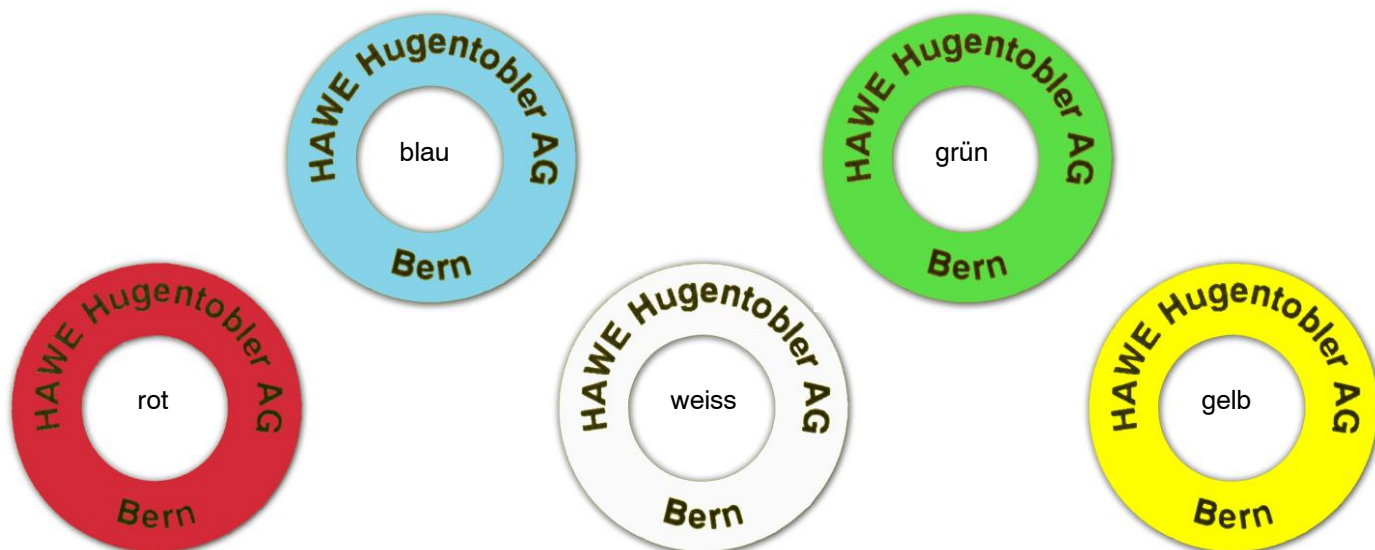 HAWE Hugentobler AG
blau
Bern
HAWE Hugentobler AG
grün
Bern
HAWE Hugentobler AG
rot
Bern
HAWE Hugentobler AG
weiss
Bern
HAWE Hugentobler AG
gelb
Bern